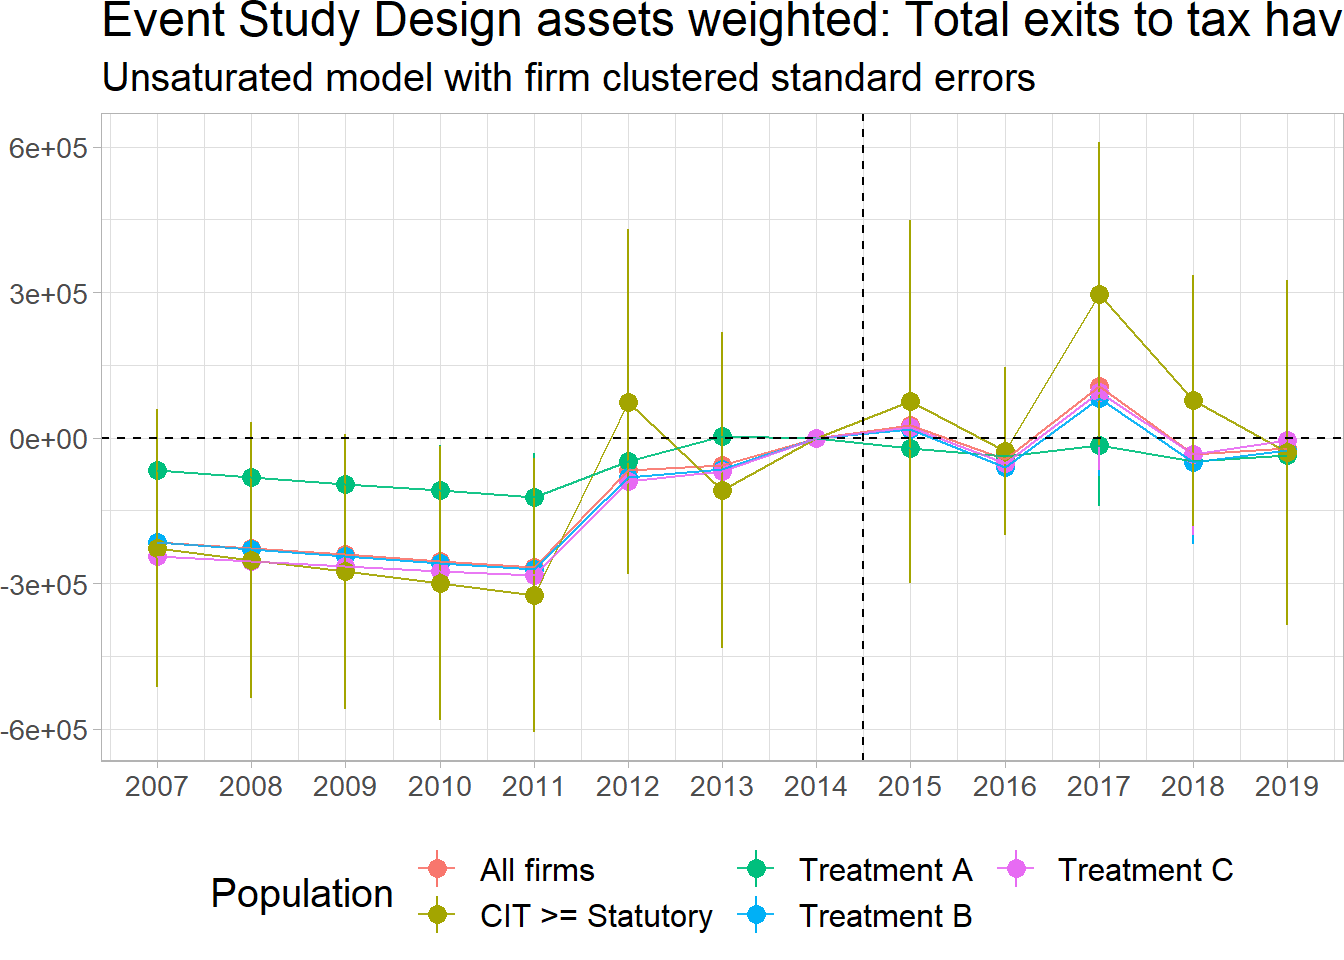 Event Study Design assets weighted: Total exits to tax hav
Unsaturated model with firm clustered standard errors
6e+05
3e+05
0e+00
-3e+05
-6e+05
2007 2008 2009 2010 2011 2012 2013 2014 2015 2016 2017 2018 2019
Population
All firms
CIT >= Statutory
Treatment A
Treatment B
Treatment C